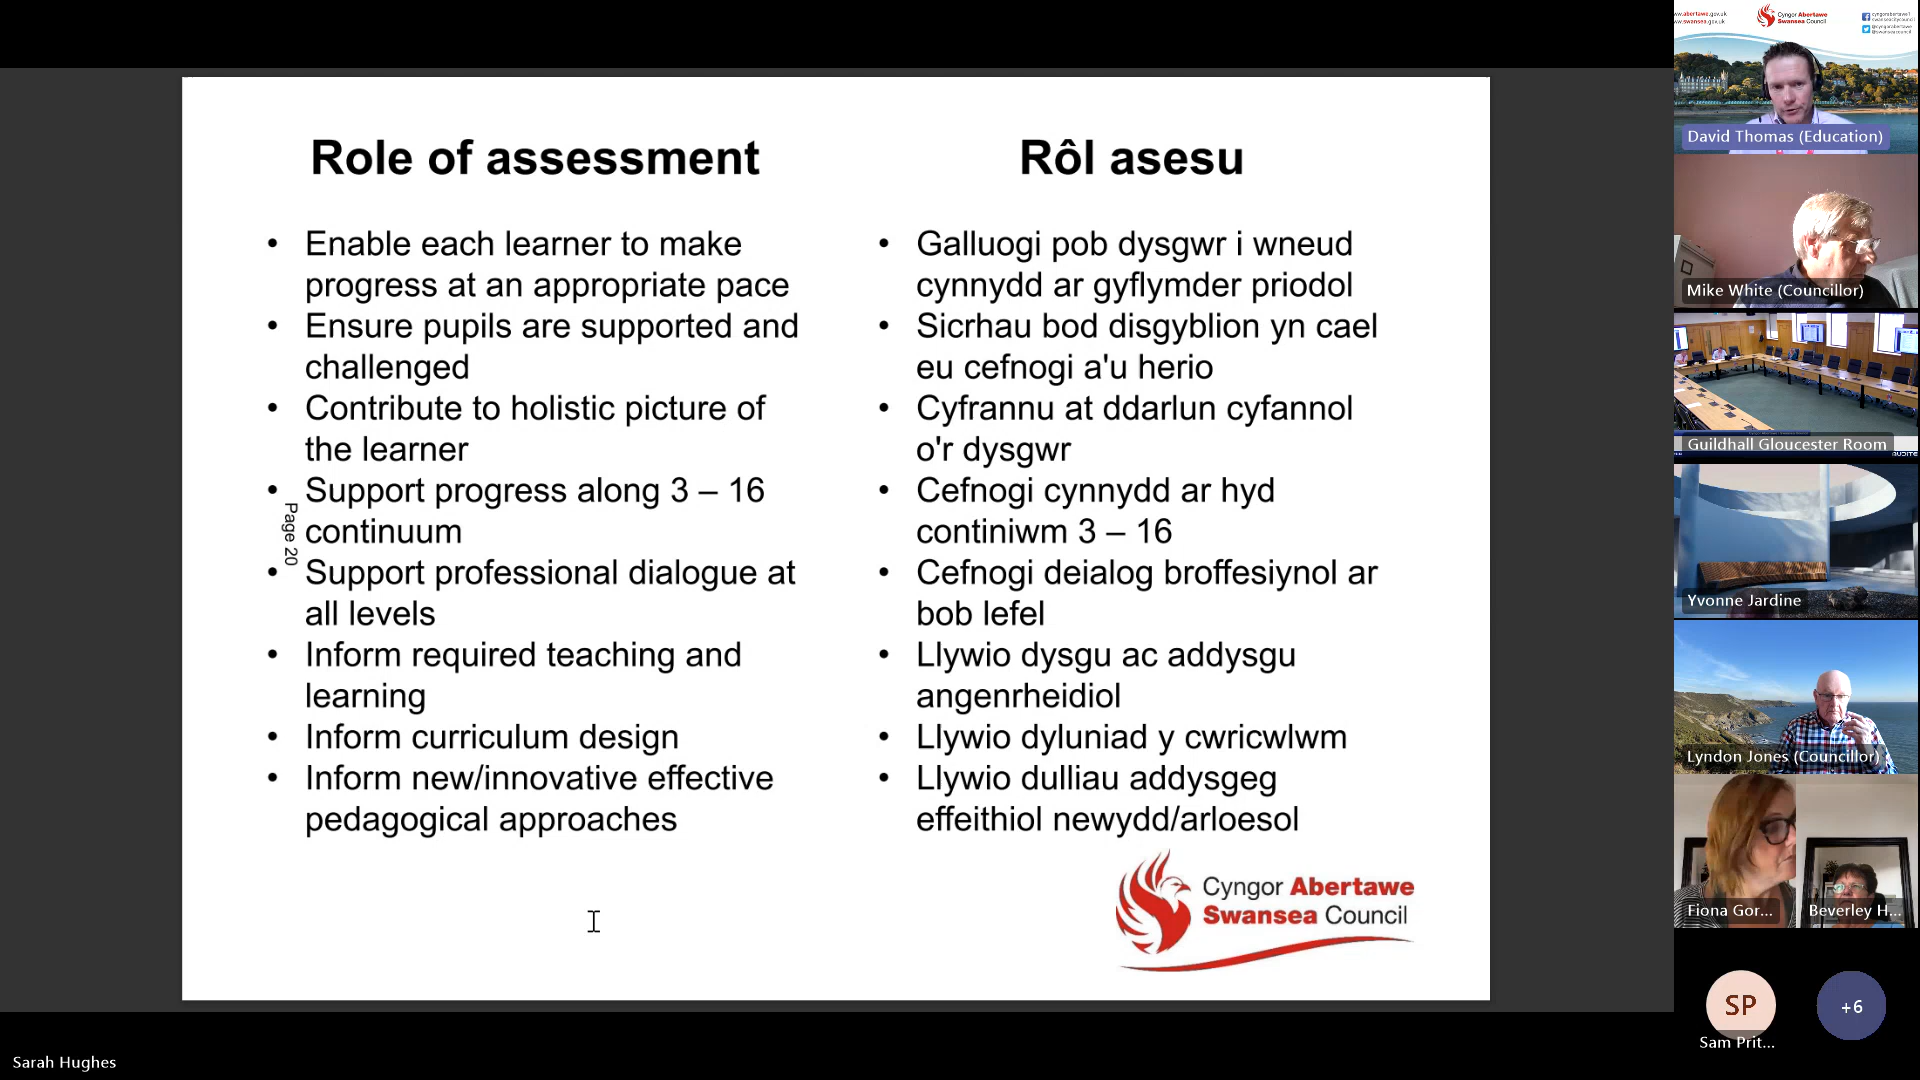 Role of assessment
• Enable each learner to make
progress at an appropriate pace
• Ensure pupils are supported and
challenged
• Contribute to holistic picture of
the learner
• Support progress along 3 – 16
continuum
• Support professional dialogue at
all levels
• Inform required teaching and
learning
• Inform curriculum design
• Inform new/innovative effective
pedagogical approaches
Page 20
Rôl asesu
• Galluogi pob dysgwr i wneud
cynnydd ar gyflymder priodol
• Sicrhau bod disgyblion yn cael
eu cefnogi a'u herio
• Cyfrannu at ddarlun cyfannol
o'r dysgwr
• Cefnogi cynnydd ar hyd
continiwm 3 – 16
• Cefnogi deialog broffesiynol ar
bob lefel
• Llywio dysgu ac addysgu
angenrheidiol
• Llywio dyluniad y cwricwlwm
• Llywio dulliau addysgeg
effeithiol newydd/arloesol
Cyngor Abertawe
Swansea Council
Sarah Hughes
Cyngor Abertawe
Swansea Council
David Thomas (Education)
Mike White (Councillor)
Guildhall Gloucester Room
Yvonne Jardine
Lyndon Jones (Councillor)
Fiona Gor...
Beverley H...
SP
+6
Sam Prit...